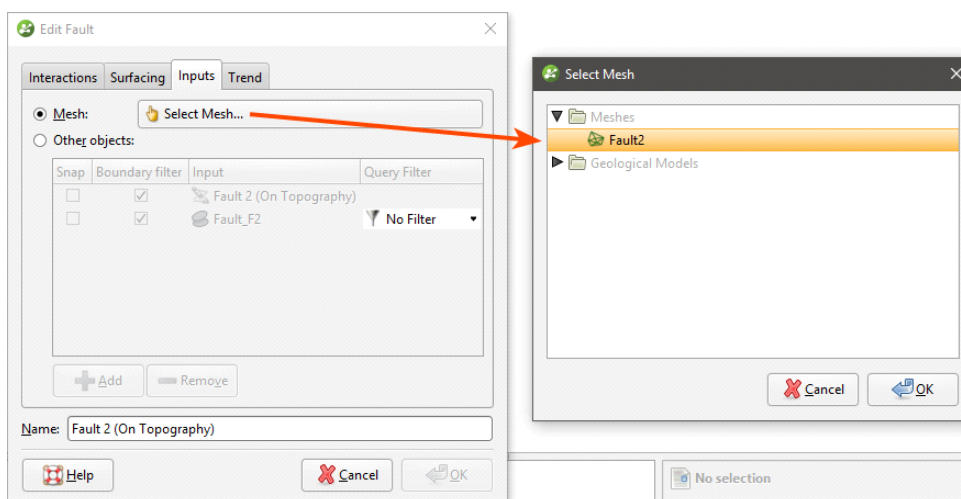 Edit Fault
Interactions Surfacing Inputs Trend
Mesh: Select Mesh...
Other objects:
Snap Boundary filter Input Query Filter
Fault 2 (On Topography)
Fault_F2 No Filter
Add Remove
Name: Fault 2 (On Topography)
Help Cancel OK
Select Mesh
Meshes
Fault2
Geological Models
Cancel OK
No selection